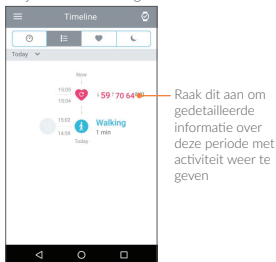 Timeline
Today
Now
15:05
59 70 64
15:04
15:02
Walking
14:58
1 min
Today
Raak dit aan om
gedetailleerde
informatie over
deze periode met
activiteit weer te
geven